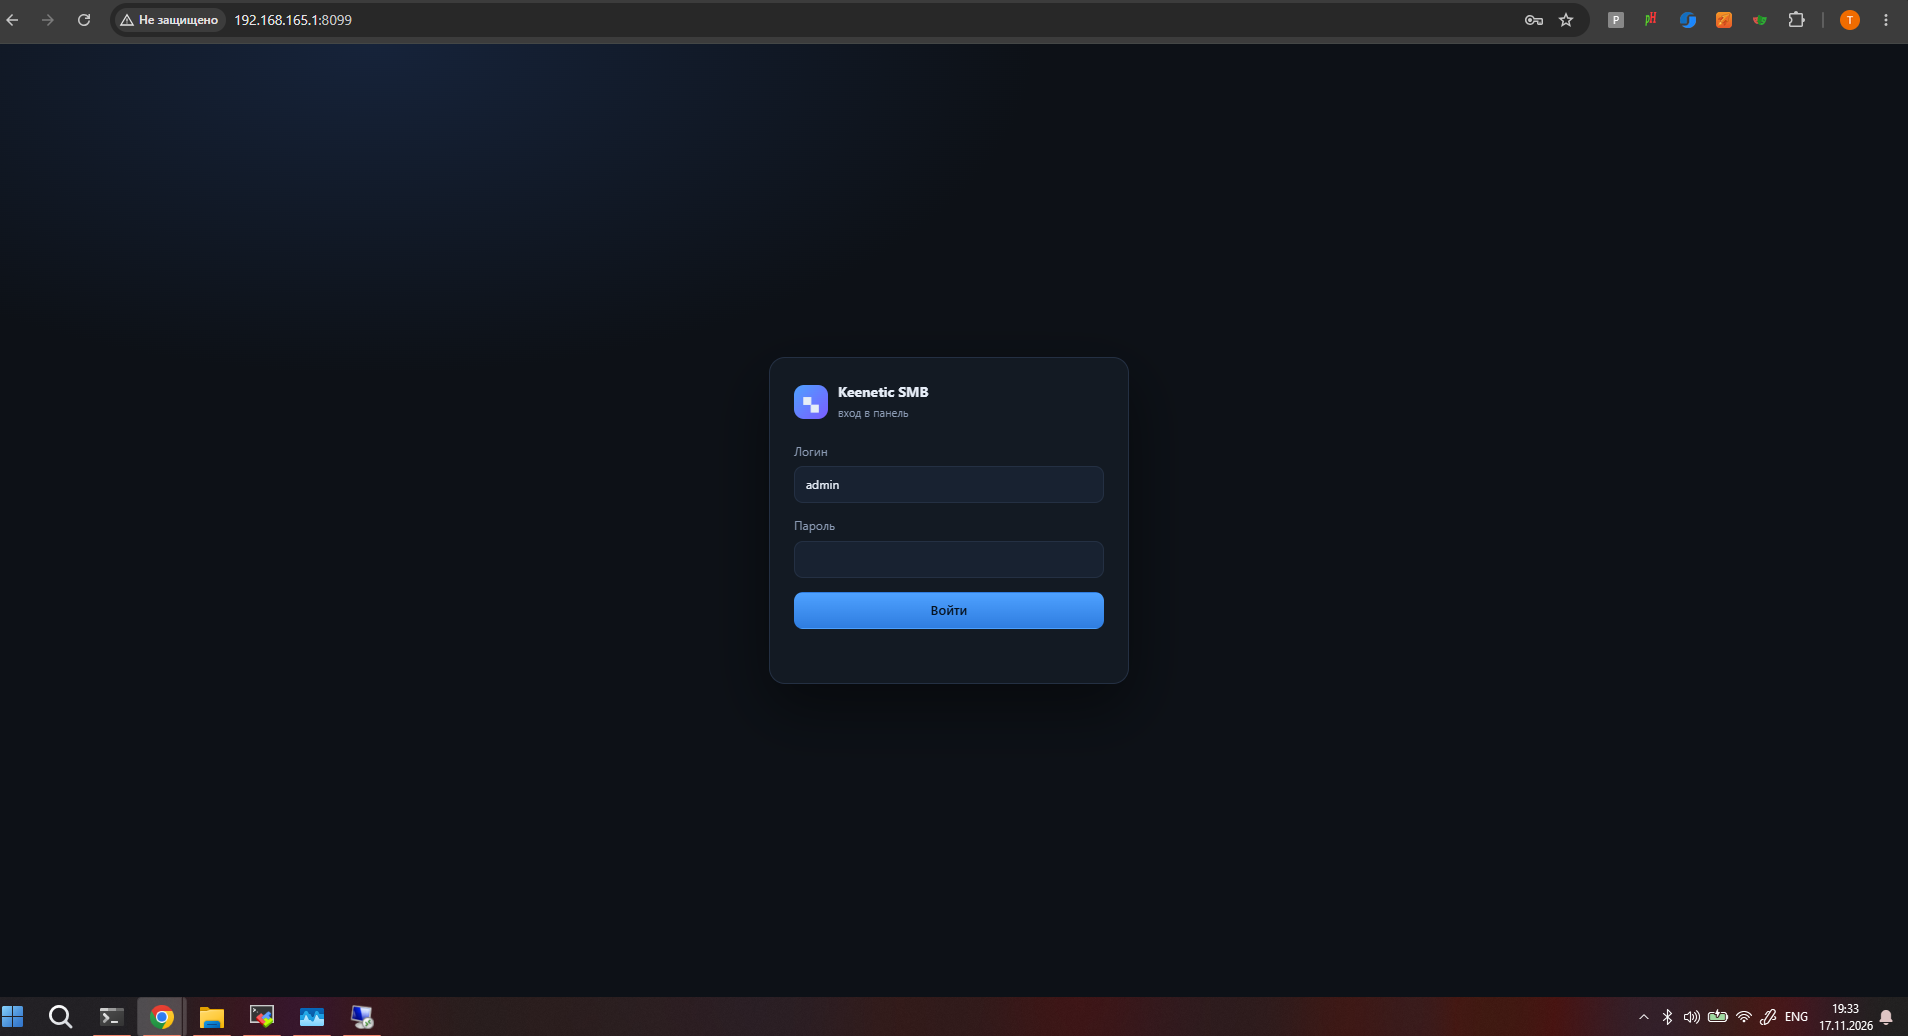 Не защищено
192.168.165.1:8099
P
pH
T
Keenetic SMB
вход в панель
Логин
admin
Пароль
Войти
ENG
19:33
17.11.2026